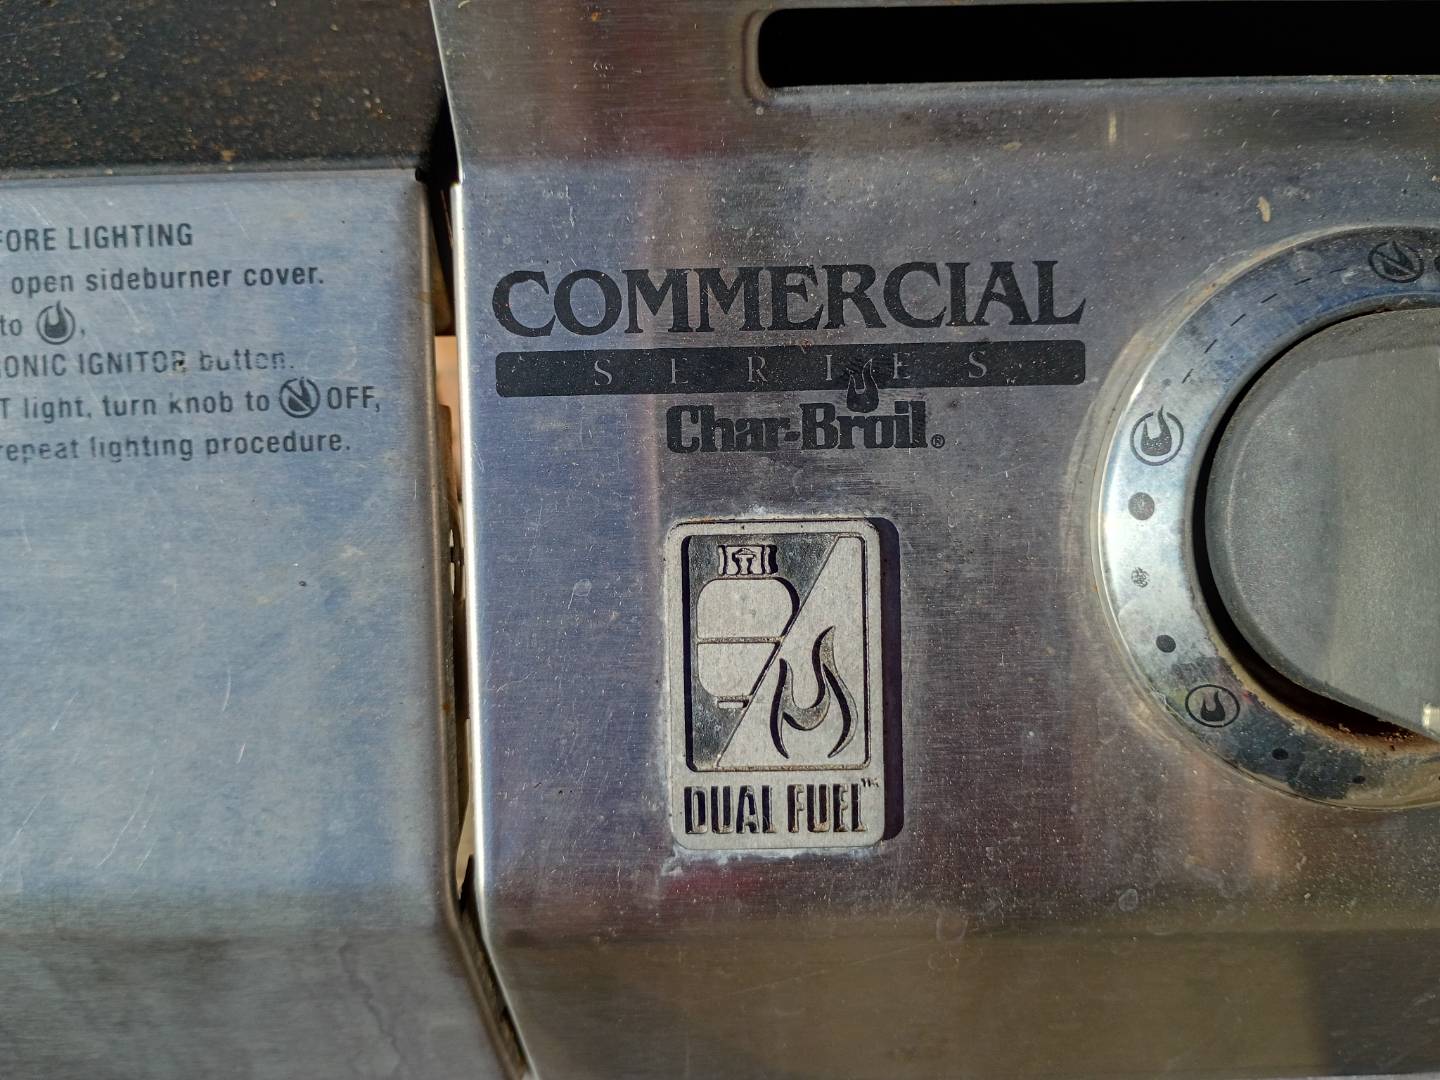 FORE LIGHTING
open sideburner cover.
to
ONIC IGNITOR button.
T light, turn knob to OFF,
repeat lighting procedure.
COMMERCIAL
SERIES
Char-Broil®
DUAL FUEL™